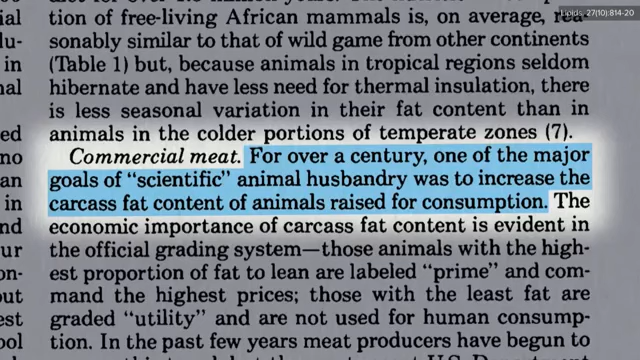 Lipids, 27(10):814-20
tion of free-living African mammals is, on average, rea-
sonably similar to that of wild game from other continents
(Table 1) but, because animals in tropical regions seldom
hibernate and have less need for thermal insulation, there
is less seasonal variation in their fat content than in
animals in the colder portions of temperate zones (7).
Commercial meat. For over a century, one of the major
goals of “scientific” animal husbandry was to increase the
carcass fat content of animals raised for consumption. The
economic importance of carcass fat content is evident in
the official grading system—those animals with the high-
est proportion of fat to lean are labeled “prime” and com-
mand the highest prices; those with the least fat are
graded “utility” and are not used for human consump-
tion. In the past few years meat producers have begun to